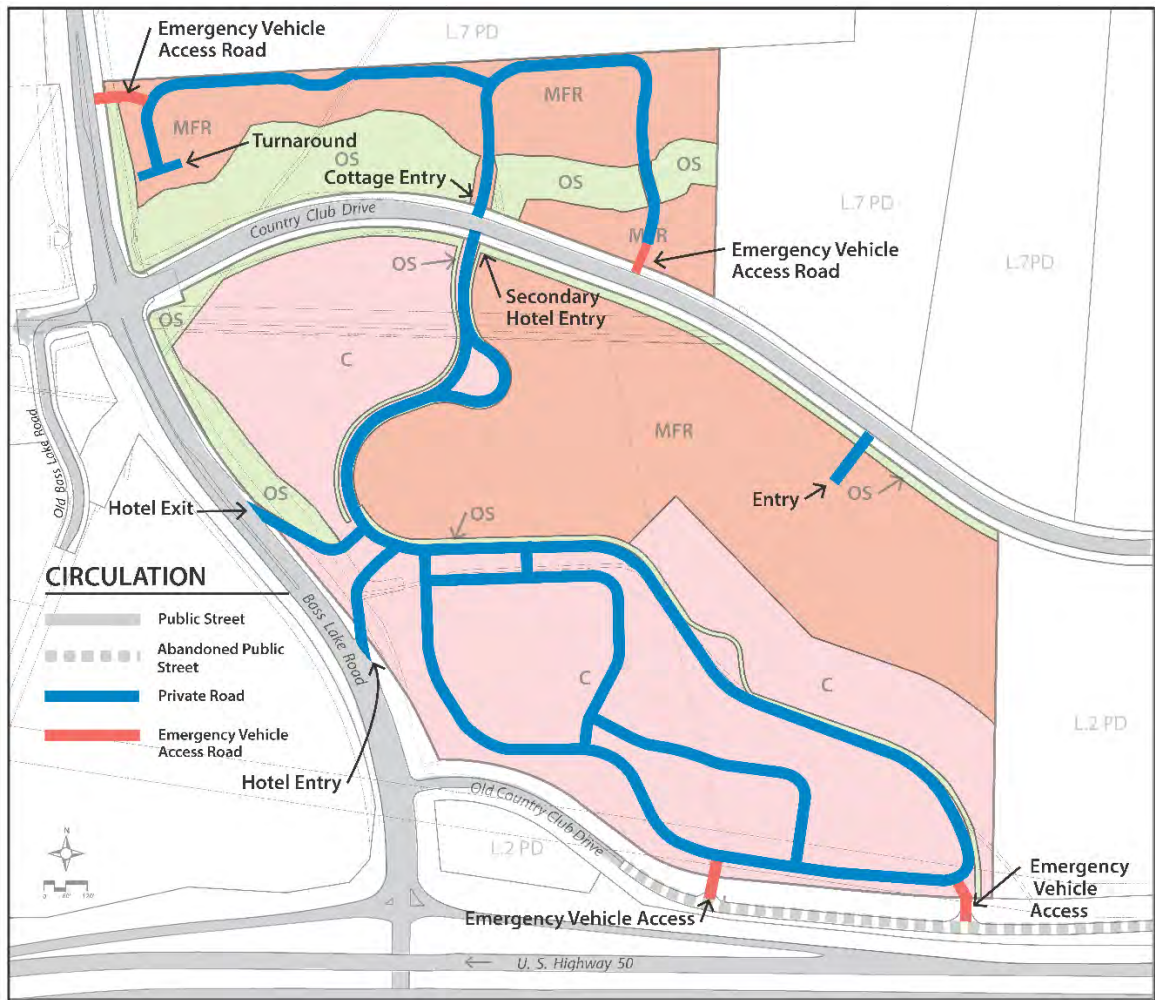 Emergency Vehicle
Access Road
L.7 PD
MFR
MFR
Turnaround
OS
Cottage Entry
OS
OS
Country Club Drive
MFR
Emergency Vehicle
Access Road
L.7 PD
L.7PD
OS
Secondary
Hotel Entry
OS
C
MFR
Old Bass Lake Road
OS
Hotel Exit
OS
Entry
OS
CIRCULATION
Public Street
Abandoned Public
Street
Private Road
Emergency Vehicle
Access Road
Bass Lake Road
C
C
L.2 PD
Hotel Entry
Old Country Club Drive
L.2 PD
N
Emergency
Vehicle
Access
Emergency Vehicle Access
U. S. Highway 50